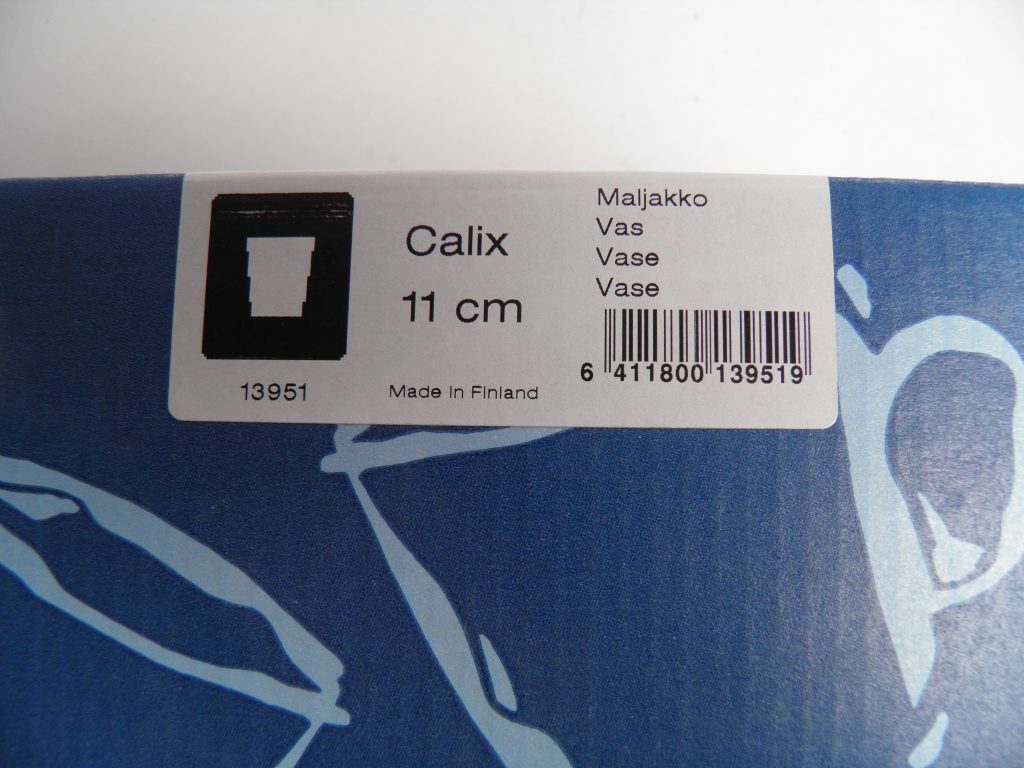 Calix
11 cm
13951
Made in Finland
Maljakko
Vas
Vase
Vase
6 411800 139519